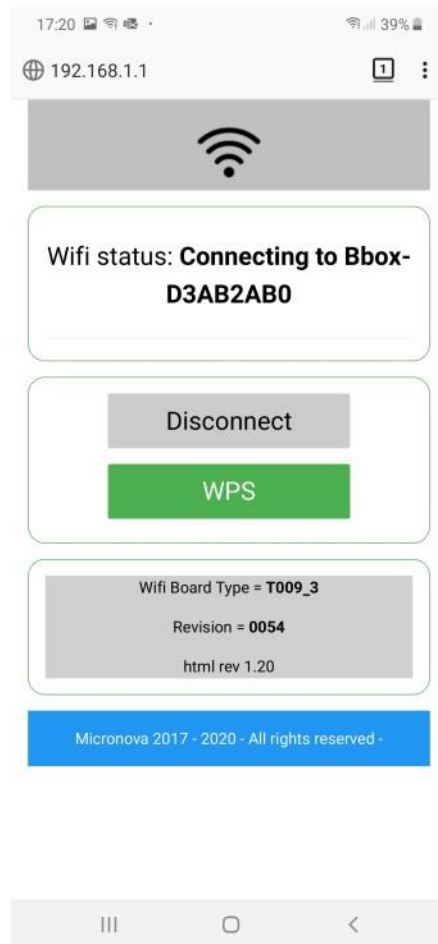 17:20
39%
192.168.1.1
1
Wifi status: Connecting to Bbox-
D3AB2AB0
Disconnect
WPS
Wifi Board Type = T009_3
Revision = 0054
html rev 1.20
Micronova 2017 - 2020 - All rights reserved -